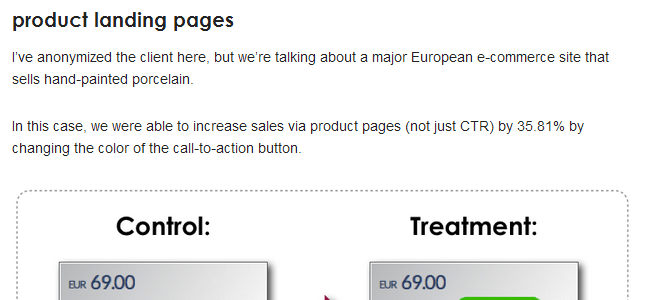 product landing pages
I've anonymized the client here, but we're talking about a major European e-commerce site that
sells hand-painted porcelain.
In this case, we were able to increase sales via product pages (not just CTR) by 35.81% by
changing the color of the call-to-action button.
Control: Treatment:
EUR 69.00 EUR 69.00